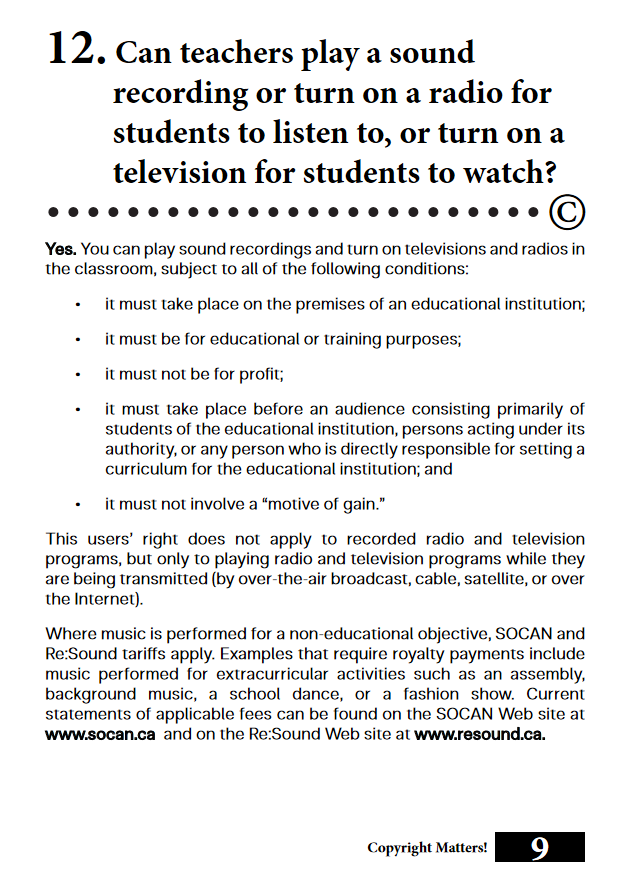 12. Can teachers play a sound
recording or turn on a radio for
students to listen to, or turn on a
television for students to watch?
©
Yes. You can play sound recordings and turn on televisions and radios in
the classroom, subject to all of the following conditions:
• it must take place on the premises of an educational institution;
• it must be for educational or training purposes;
• it must not be for profit;
• it must take place before an audience consisting primarily of
students of the educational institution, persons acting under its
authority, or any person who is directly responsible for setting a
curriculum for the educational institution; and
• it must not involve a “motive of gain.”
This users’ right does not apply to recorded radio and television
programs, but only to playing radio and television programs while they
are being transmitted (by over-the-air broadcast, cable, satellite, or over
the Internet).
Where music is performed for a non-educational objective, SOCAN and
Re:Sound tariffs apply. Examples that require royalty payments include
music performed for extracurricular activities such as an assembly,
background music, a school dance, or a fashion show. Current
statements of applicable fees can be found on the SOCAN Web site at
www.socan.ca and on the Re:Sound Web site at www.resound.ca.
Copyright Matters! 9